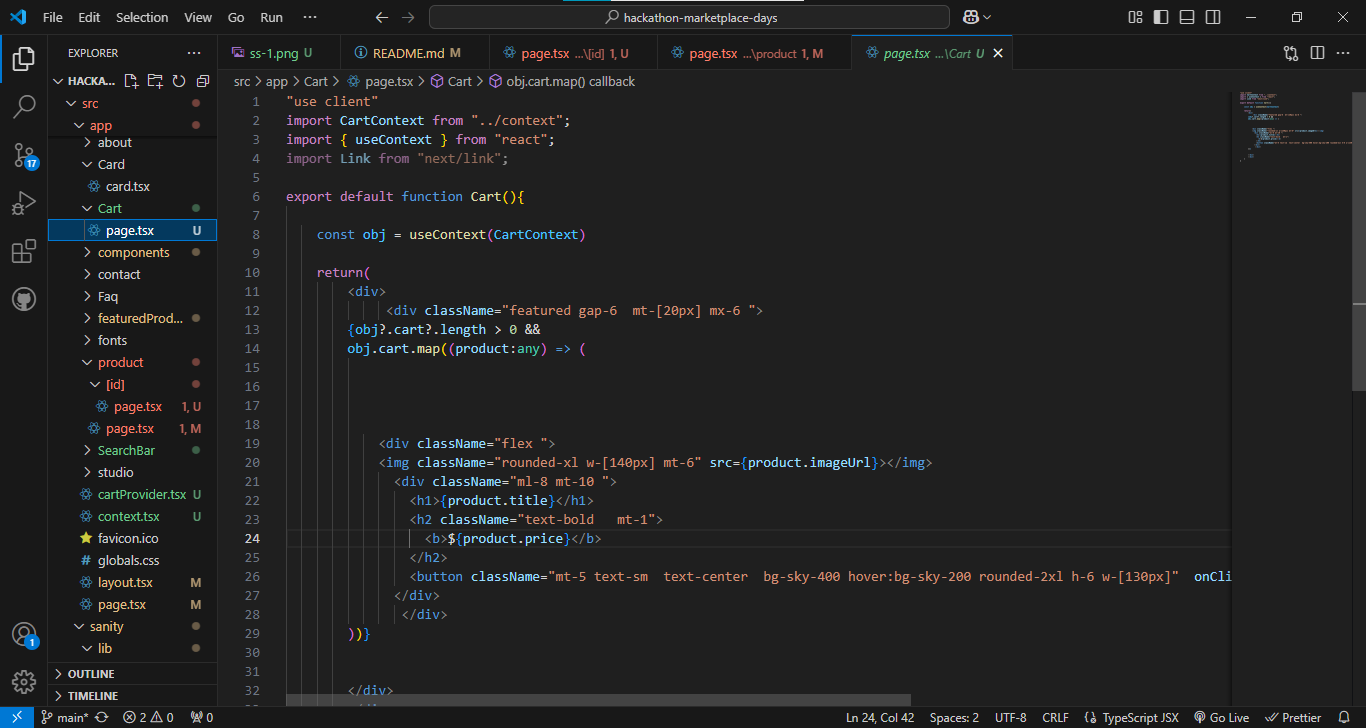 File Edit Selection View Go Run ··· hackathon-marketplace-days
EXPLORER ···
ss-1.png U README.md M page.tsx ...\[id] 1, U page.tsx ...\product 1, M page.tsx ...\Cart U
HACKA...
src > app > Cart > page.tsx > Cart > obj.cart.map() callback
src
app
about
Card
card.tsx
Cart
page.tsx U
components
contact
Faq
featuredProd...
fonts
product
[id]
page.tsx 1, U
page.tsx 1, M
SearchBar
studio
cartProvider.tsx U
context.tsx U
favicon.ico
# globals.css
layout.tsx M
page.tsx M
sanity
lib
OUTLINE
TIMELINE
17
1
1 "use client"
2 import CartContext from "../context";
3 import { useContext } from "react";
4 import Link from "next/link";
5
6 export default function Cart(){
7
8 const obj = useContext(CartContext)
9
10 return(
11 <div>
12 <div className="featured gap-6  mt-[20px] mx-6 ">
13 {obj?.cart?.length > 0 &&
14 obj.cart.map((product:any) => (
15
16
17
18
19 <div className="flex ">
20 <img className="rounded-xl w-[140px] mt-6" src={product.imageUrl}></img>
21 <div className="ml-8 mt-10 ">
22 <h1>{product.title}</h1>
23 <h2 className="text-bold   mt-1">
24 <b>${product.price}</b>
25 </h2>
26 <button className="mt-5 text-sm  text-center  bg-sky-400 hover:bg-sky-200 rounded-2xl h-6 w-[130px]"  onCli
27 </div>
28 </div>
29 ))}
30
31
32 </div>
main* 2 0 0 Ln 24, Col 42 Spaces: 2 UTF-8 CRLF {} TypeScript JSX Go Live Prettier